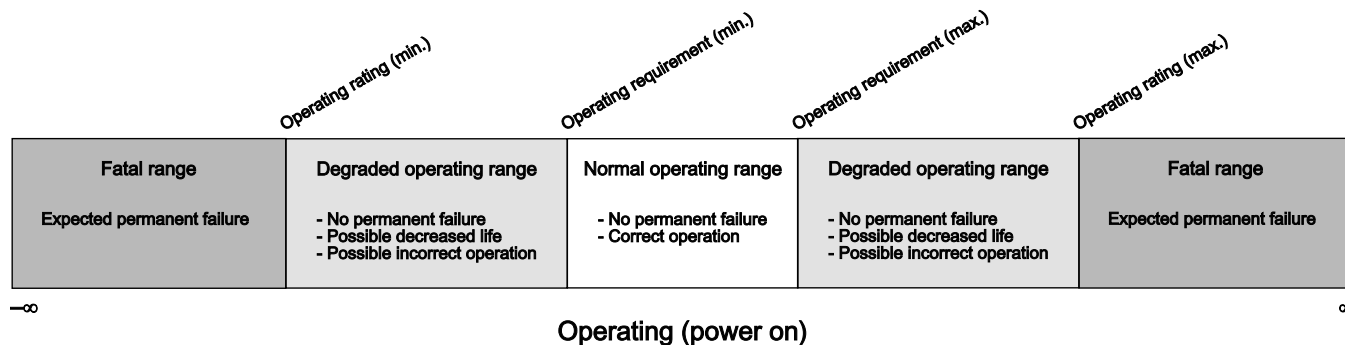 Operating rating (min.)
Operating requirement (min.)
Operating requirement (max.)
Operating rating (max.)
Fatal range
Expected permanent failure
Degraded operating range
- No permanent failure
- Possible decreased life
- Possible incorrect operation
Normal operating range
- No permanent failure
- Correct operation
Degraded operating range
- No permanent failure
- Possible decreased life
- Possible incorrect operation
Fatal range
Expected permanent failure
–∞
Operating (power on)